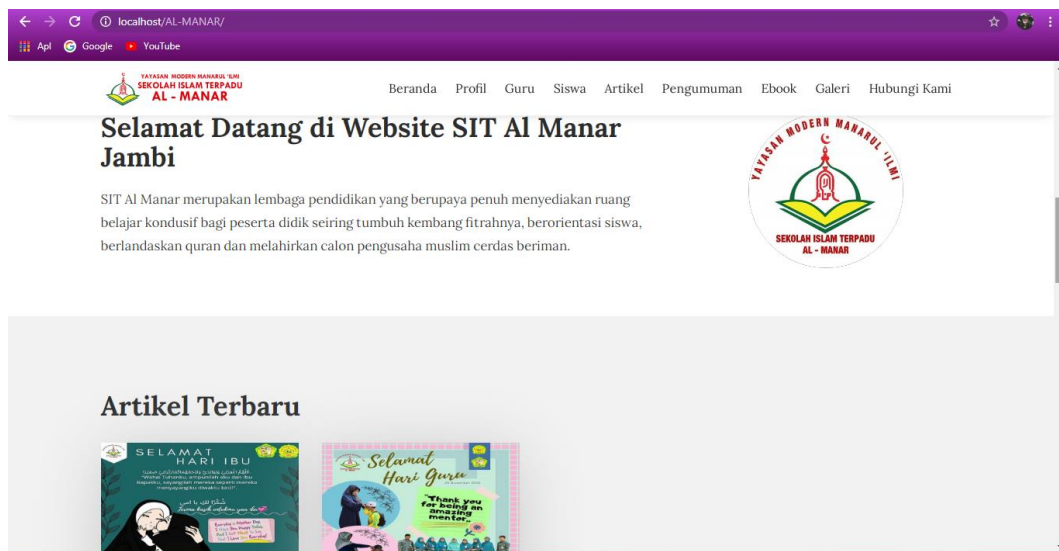 localhost/AL-MANAR/
Apl Google YouTube
YAYASAN MODERN MANARUL 'ILMI
SEKOLAH ISLAM TERPADU
AL - MANAR
Beranda Profil Guru Siswa Artikel Pengumuman Ebook Galeri Hubungi Kami
Selamat Datang di Website SIT Al Manar
Jambi
SIT Al Manar merupakan lembaga pendidikan yang berupaya penuh menyediakan ruang
belajar kondusif bagi peserta didik seiring tumbuh kembang fitrahnya, berorientasi siswa,
berlandaskan quran dan melahirkan calon pengusaha muslim cerdas beriman.
YAYASAN MODERN MANARUL 'ILMI
SEKOLAH ISLAM TERPADU
AL - MANAR
Artikel Terbaru
SELAMAT
HARI IBU
Selamat
Hari Guru
"Thank you
for being an
amazing
mentor,,